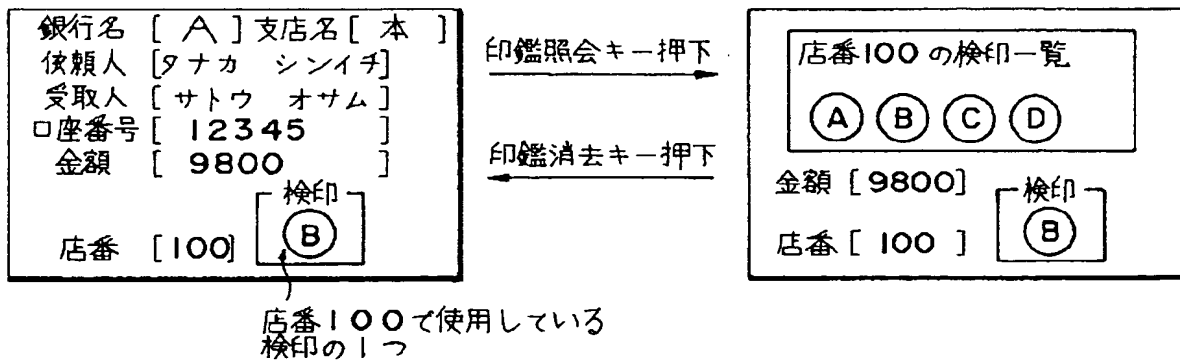 銀行名 [ A ] 支店名 [ 本 ]
依頼人 [タナカ シンイチ]
受取人 [ サトウ オサム ]
口座番号 [ 12345 ]
金額 [ 9800 ]
検印
店番 [100]
B
店番100で使用している
検印の1つ
印鑑照会キー押下
印鑑消去キー押下
店番100の検印一覧
A B C D
金額 [9800]
検印
店番 [ 100 ]
B